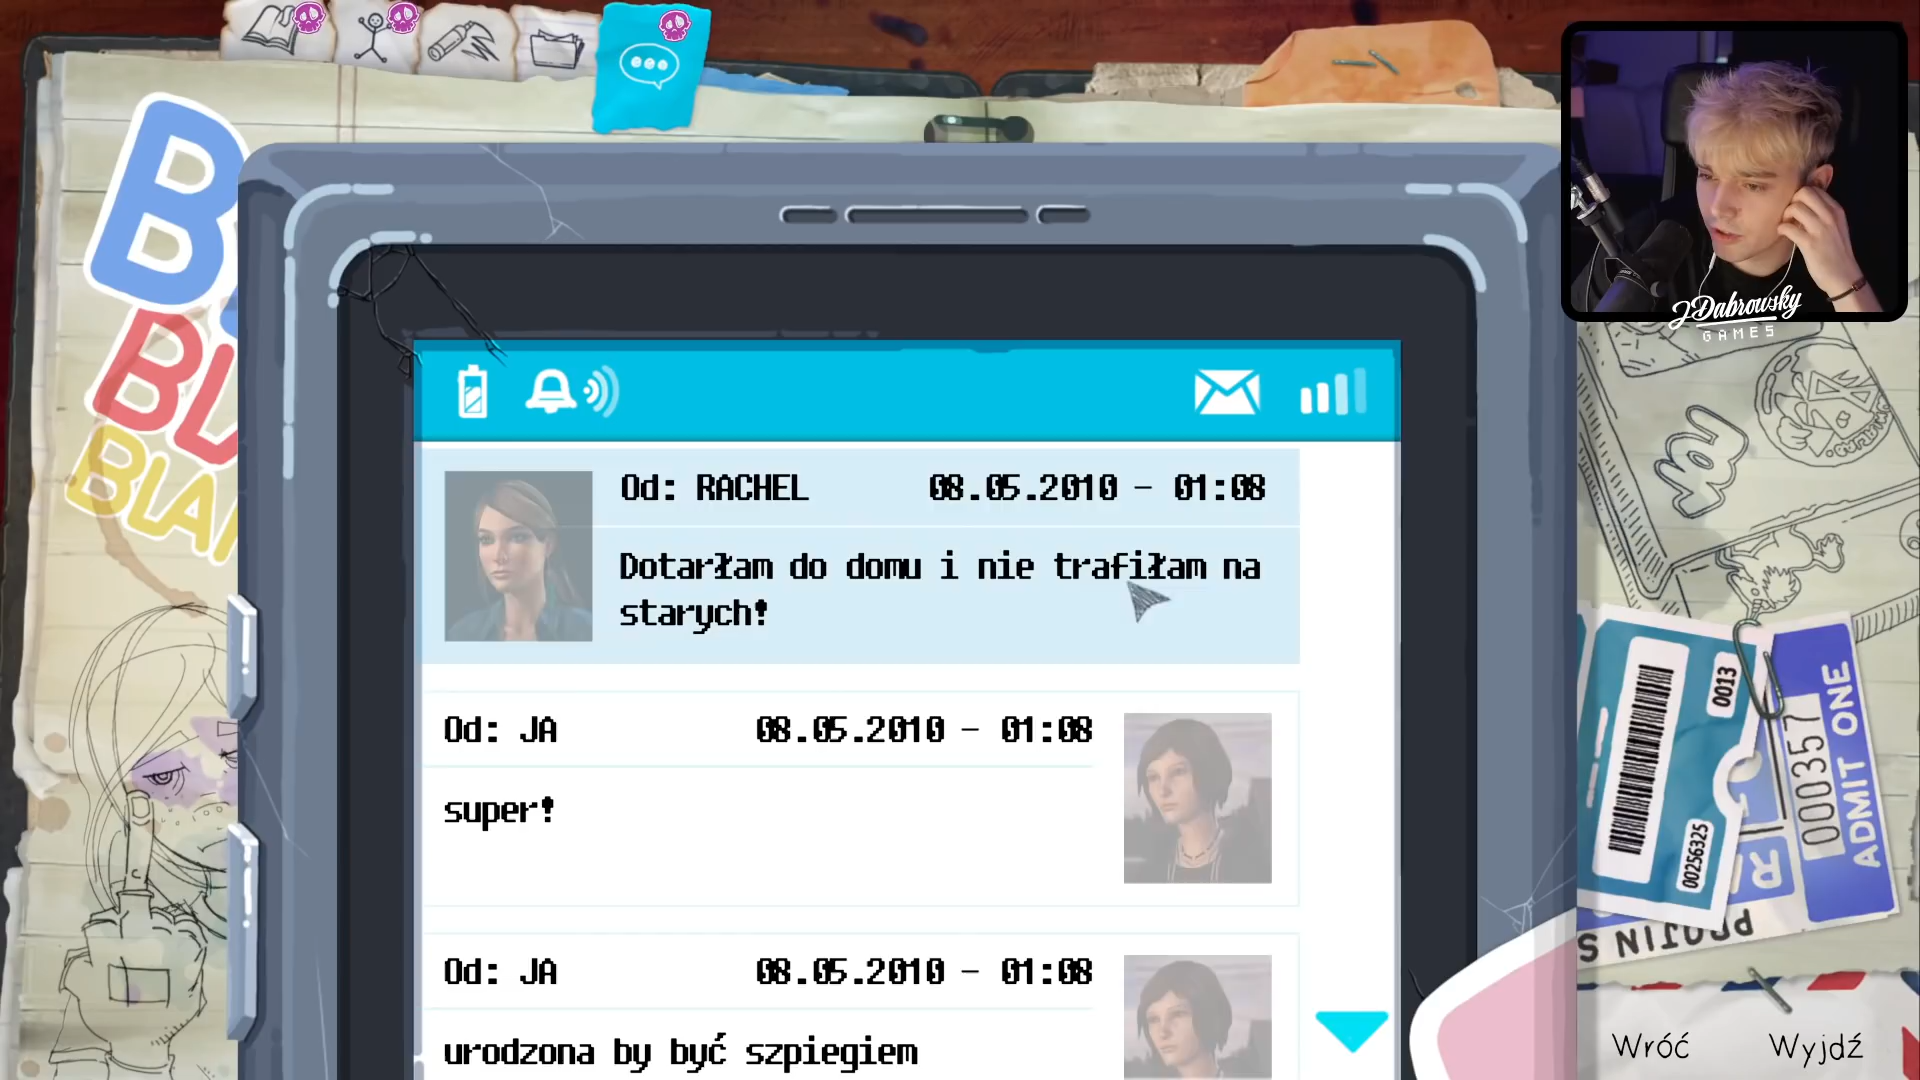 JDabrowsky
GAMES
Od: RACHEL 08.05.2010 - 01:08
Dotarłam do domu i nie trafiłam na
starych!
Od: JA 08.05.2010 - 01:08
super!
Od: JA 08.05.2010 - 01:08
urodzona by być szpiegiem
0013
00256325
000357
ADMIT ONE
Wróć Wyjdź